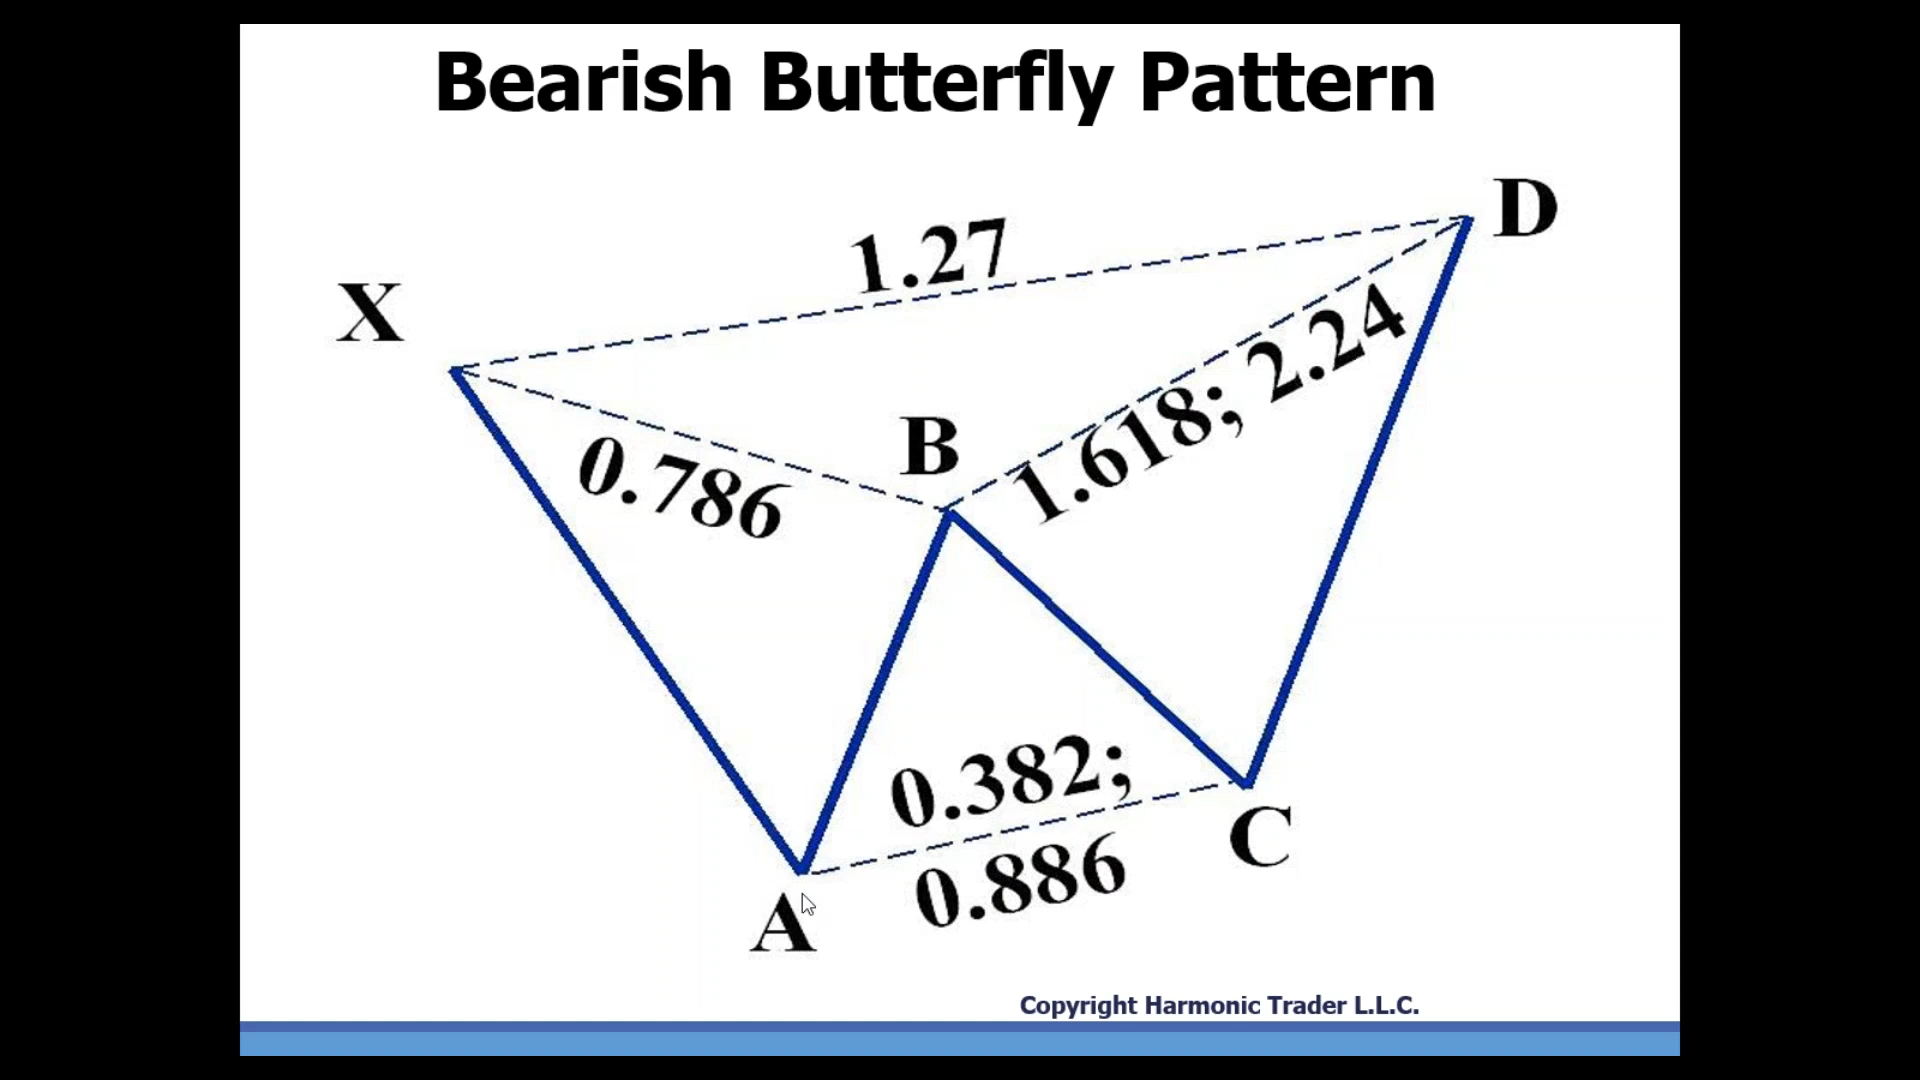 Bearish Butterfly Pattern
D
1.27
X
B
1.618; 2.24
0.786
0.382;
C
0.886
A
Copyright Harmonic Trader L.L.C.